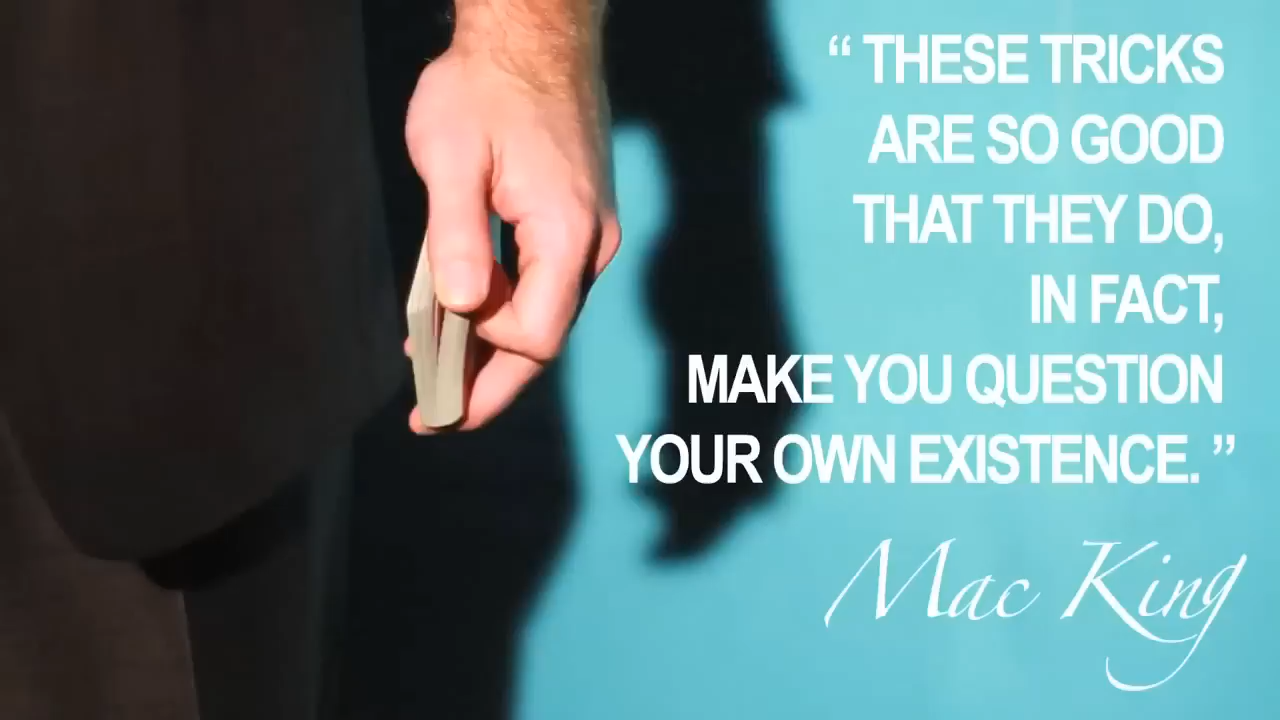 “ THESE TRICKS
ARE SO GOOD
THAT THEY DO,
IN FACT,
MAKE YOU QUESTION
YOUR OWN EXISTENCE. ”
Mac King